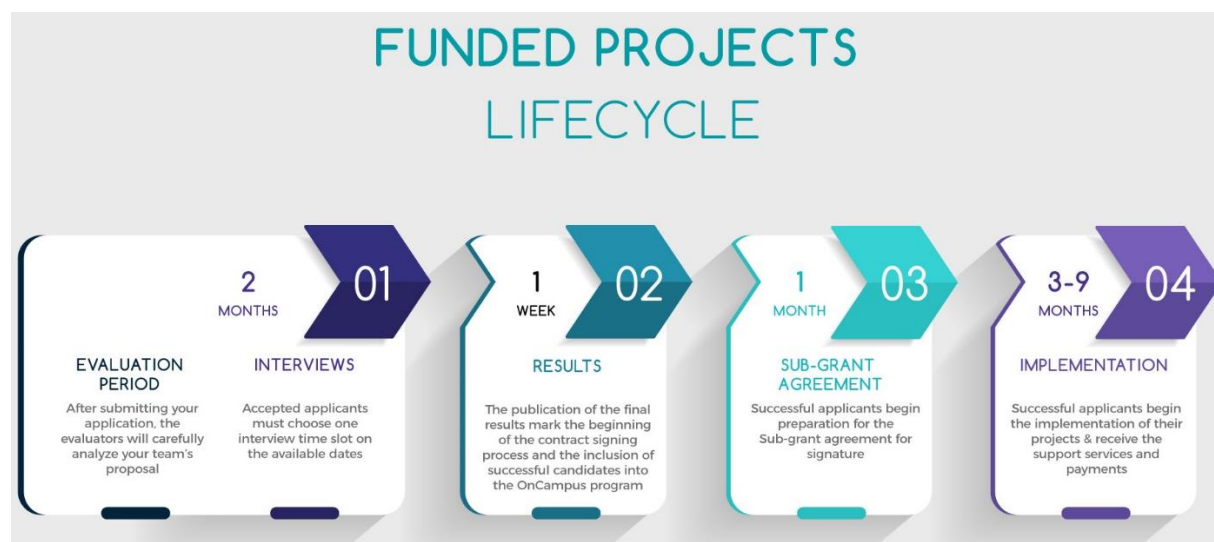 FUNDED PROJECTS
LIFECYCLE
2
MONTHS
01
EVALUATION
PERIOD
After submitting your
application, the
evaluators will carefully
analyze your team's
proposal
INTERVIEWS
Accepted applicants
must choose one
interview time slot on
the available dates
1
WEEK
02
RESULTS
The publication of the final
results mark the beginning
of the contract signing
process and the inclusion of
successful candidates into
the OnCampus program
1
MONTH
03
SUB-GRANT
AGREEMENT
Successful applicants begin
preparation for the
Sub-grant agreement for
signature
3-9
MONTHS
04
IMPLEMENTATION
Successful applicants begin
the implementation of their
projects & receive the
support services and
payments